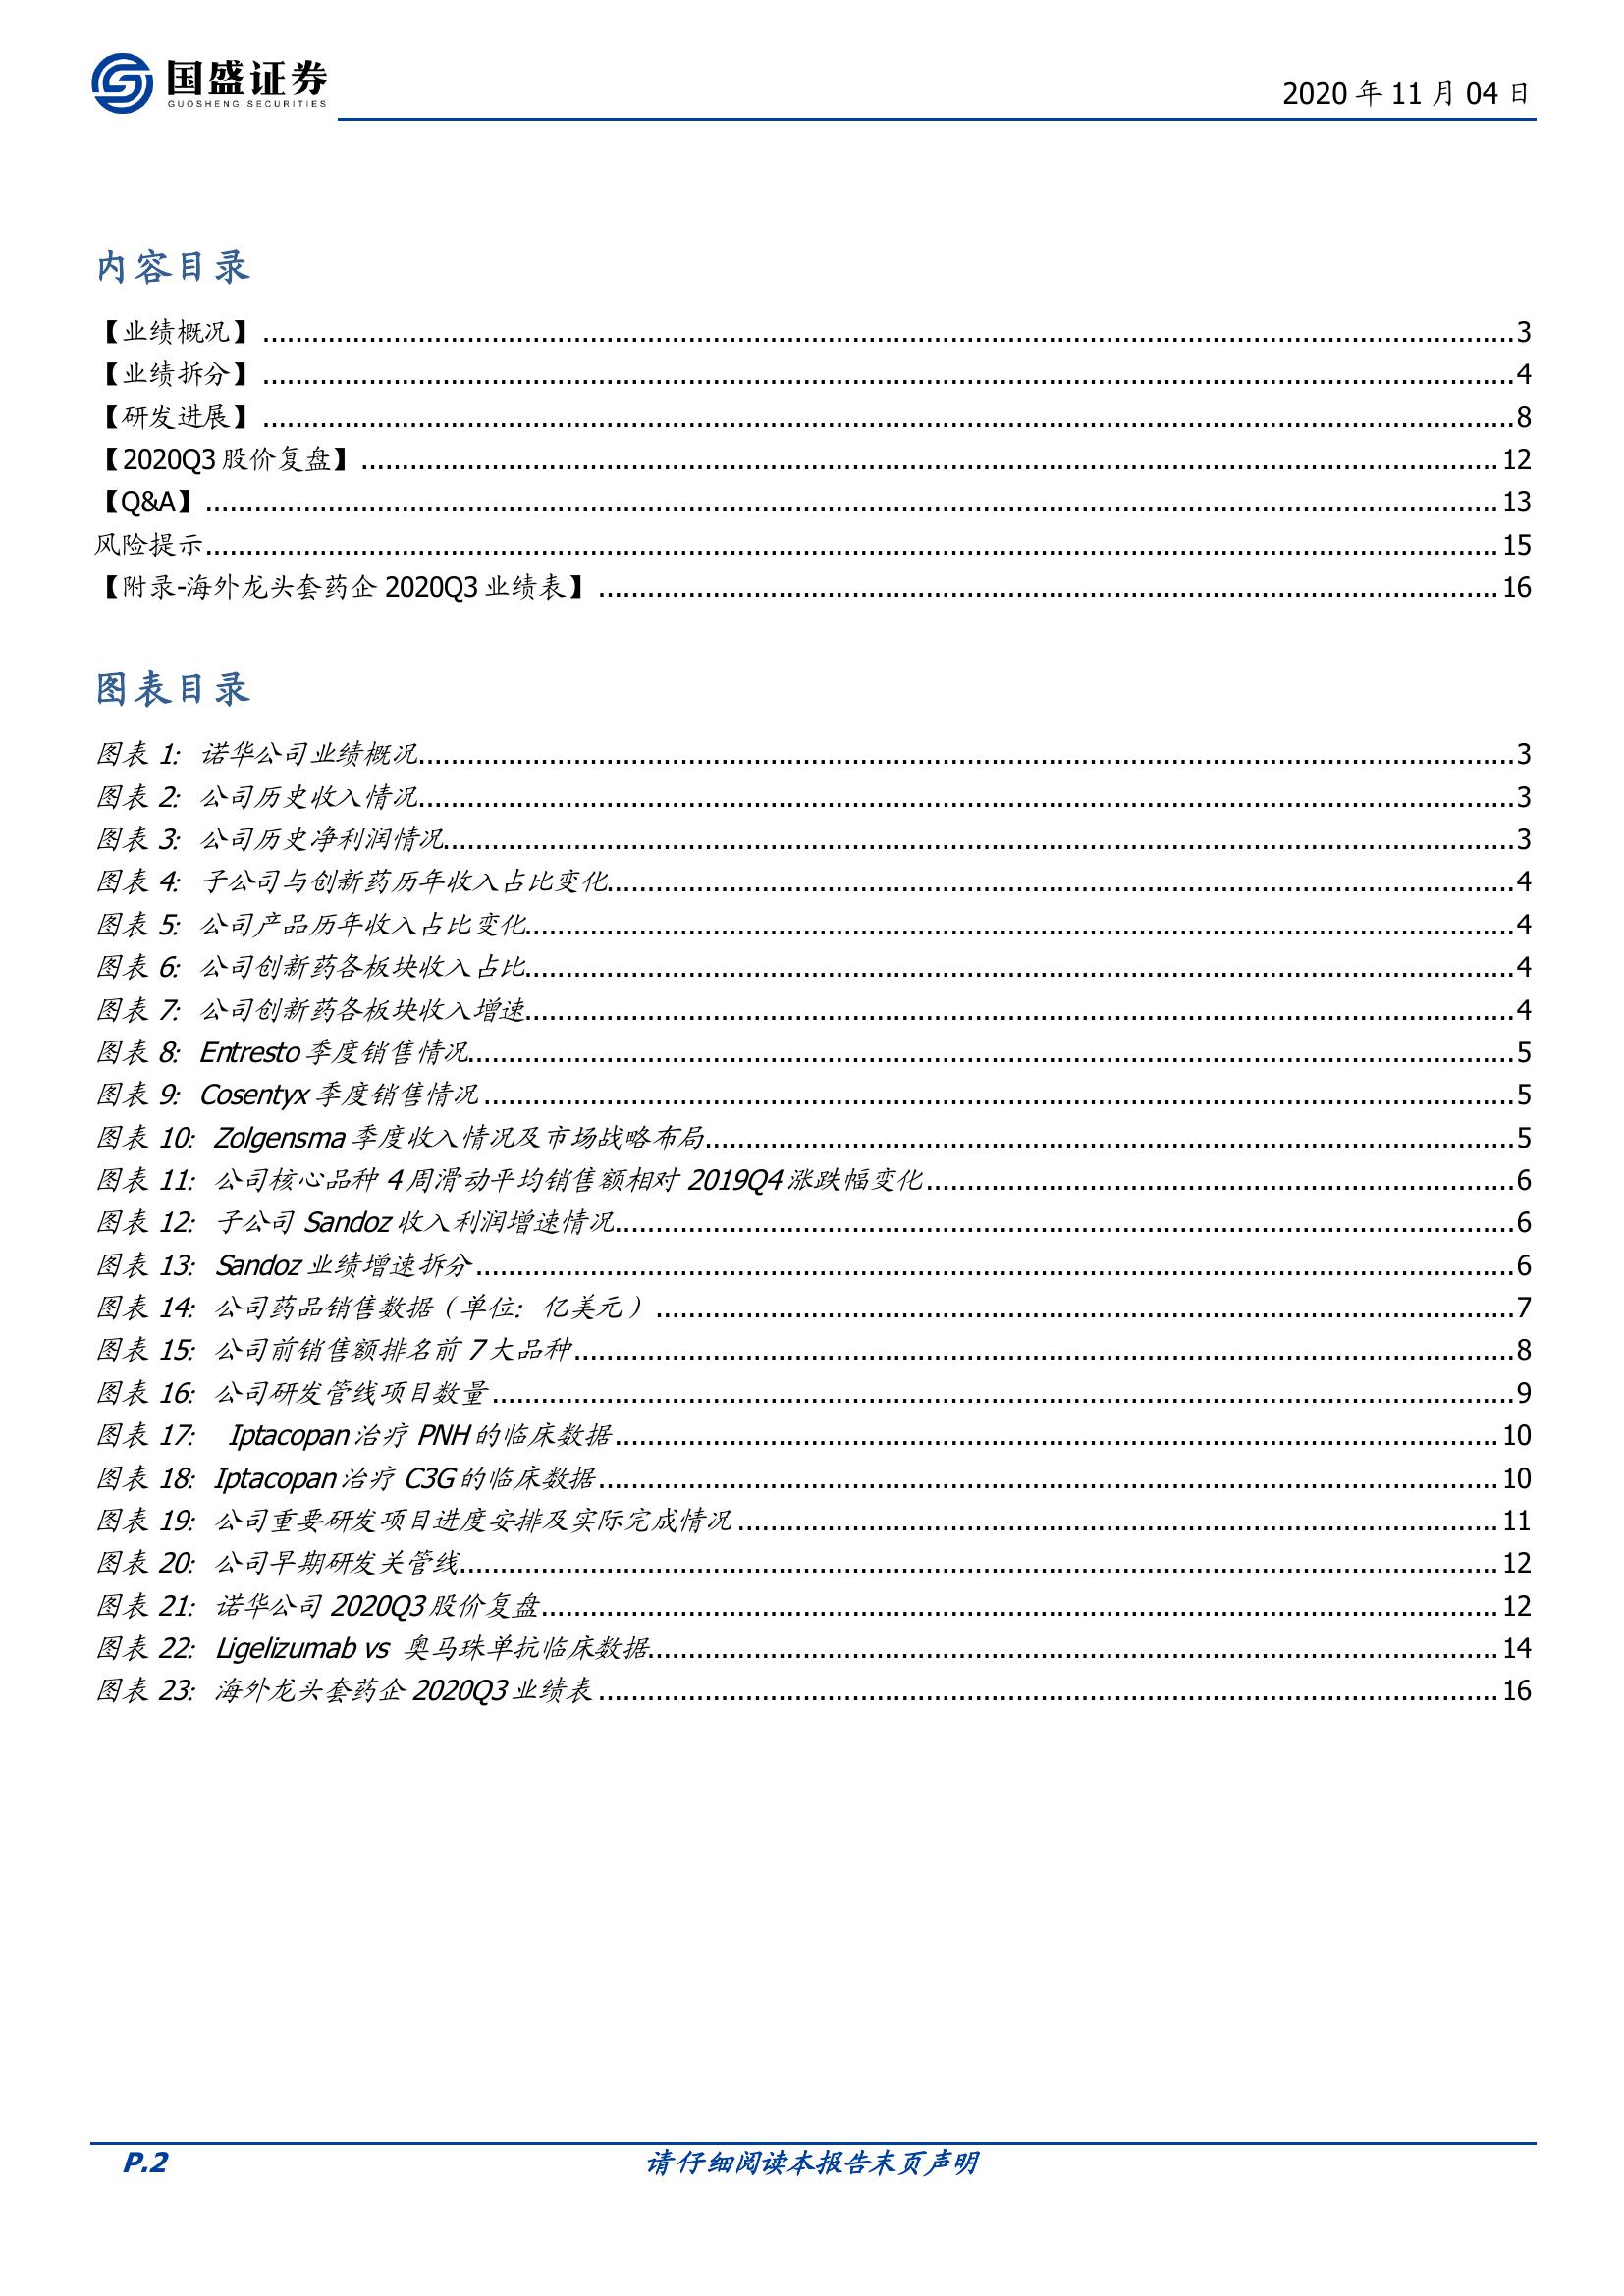 国盛证券
GUOSHENG SECURITIES
2020 年 11 月 04 日
内容目录
【业绩概况】 3
【业绩拆分】 4
【研发进展】 8
【2020Q3 股价复盘】 12
【Q&A】 13
风险提示 15
【附录-海外龙头套药企 2020Q3 业绩表】 16
图表目录
图表 1: 诺华公司业绩概况 3
图表 2: 公司历史收入情况 3
图表 3: 公司历史净利润情况 3
图表 4: 子公司与创新药历年收入占比变化 4
图表 5: 公司产品历年收入占比变化 4
图表 6: 公司创新药各板块收入占比 4
图表 7: 公司创新药各板块收入增速 4
图表 8: Entresto 季度销售情况 5
图表 9: Cosentyx 季度销售情况 5
图表 10: Zolgensma 季度收入情况及市场战略布局 5
图表 11: 公司核心品种 4 周滑动平均销售额相对 2019Q4 涨跌幅变化 6
图表 12: 子公司 Sandoz 收入利润增速情况 6
图表 13: Sandoz 业绩增速拆分 6
图表 14: 公司药品销售数据（单位：亿美元） 7
图表 15: 公司前销售额排名前 7 大品种 8
图表 16: 公司研发管线项目数量 9
图表 17: Iptacopan 治疗 PNH 的临床数据 10
图表 18: Iptacopan 治疗 C3G 的临床数据 10
图表 19: 公司重要研发项目进度安排及实际完成情况 11
图表 20: 公司早期研发关管线 12
图表 21: 诺华公司 2020Q3 股价复盘 12
图表 22: Ligelizumab vs 奥马珠单抗临床数据 14
图表 23: 海外龙头套药企 2020Q3 业绩表 16
P.2
请仔细阅读本报告末页声明